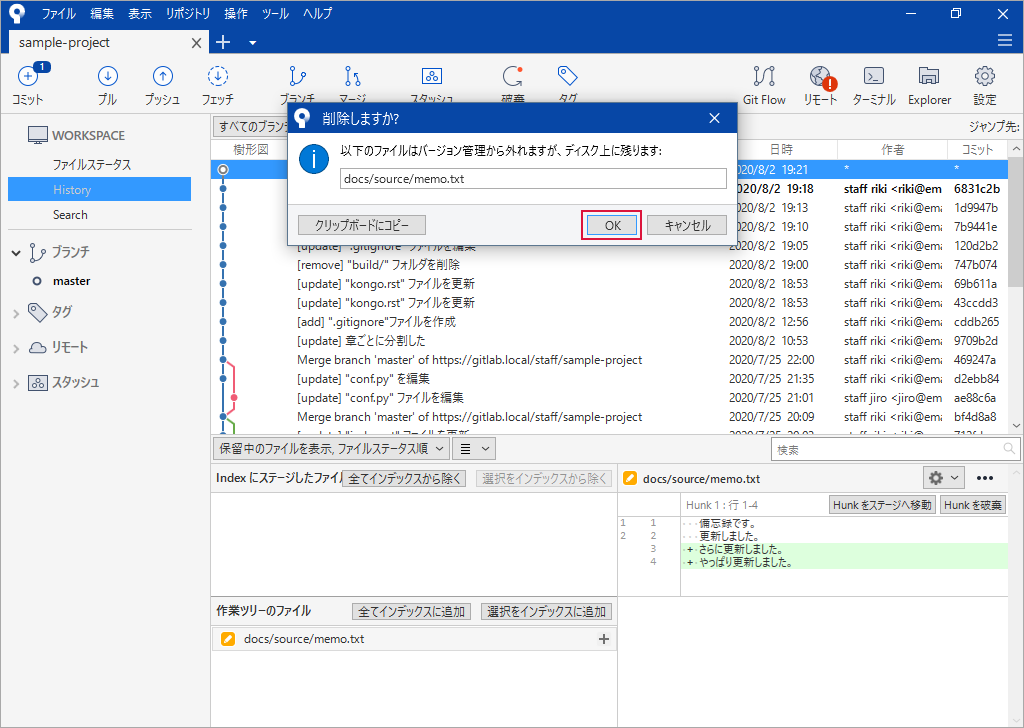 ファイル 編集 表示 リポジトリ 操作 ツール ヘルプ
sample-project
1
コミット プル プッシュ フェッチ ブランチ マージ スタッシュ 破棄 タグ Git Flow リモート ターミナル Explorer 設定
WORKSPACE
ファイルステータス
History
Search
ブランチ
master
タグ
リモート
スタッシュ
すべてのブラン
ジャンプ先:
樹形図 日時 作者 コミット
削除しますか?
以下のファイルはバージョン管理から外れますが、ディスク上に残ります:
docs/source/memo.txt
クリップボードにコピー OK キャンセル
020/8/2 19:21 * *
020/8/2 19:18 staff riki <riki@em 6831c2b
020/8/2 19:13 staff riki <riki@ema 1d9947b
020/8/2 19:10 staff riki <riki@ema 7b9441e
[update] ".gitignore" ファイルを編集 2020/8/2 19:05 staff riki <riki@ema 120d2b2
[remove] "build/" フォルダを削除 2020/8/2 19:00 staff riki <riki@ema 747b074
[update] "kongo.rst" ファイルを更新 2020/8/2 18:53 staff riki <riki@ema 69b611a
[update] "kongo.rst" ファイルを更新 2020/8/2 18:53 staff riki <riki@ema 43ccdd3
[add] ".gitignore"ファイルを作成 2020/8/2 12:56 staff riki <riki@ema cddb265
[update] 章ごとに分割した 2020/8/2 10:53 staff riki <riki@ema 9709b2d
Merge branch 'master' of https://gitlab.local/staff/sample-project 2020/7/25 22:00 staff riki <riki@ema 469247a
[update] "conf.py" を編集 2020/7/25 21:35 staff riki <riki@ema d2ebb84
[update] "conf.py" ファイルを編集 2020/7/25 21:01 staff jiro <jiro@em ae88c6a
Merge branch 'master' of https://gitlab.local/staff/sample-project 2020/7/25 20:09 staff riki <riki@ema bf4d8a8
保留中のファイルを表示, ファイルステータス順
検索
Index にステージしたファイル 全てインデックスから除く 選択をインデックスから除く
docs/source/memo.txt
Hunk 1 : 行 1-4 Hunk をステージへ移動 Hunk を破棄
1 1 備忘録です。
2 2 更新しました。
3 + さらに更新しました。
4 + やっぱり更新しました。
作業ツリーのファイル 全てインデックスに追加 選択をインデックスに追加
docs/source/memo.txt